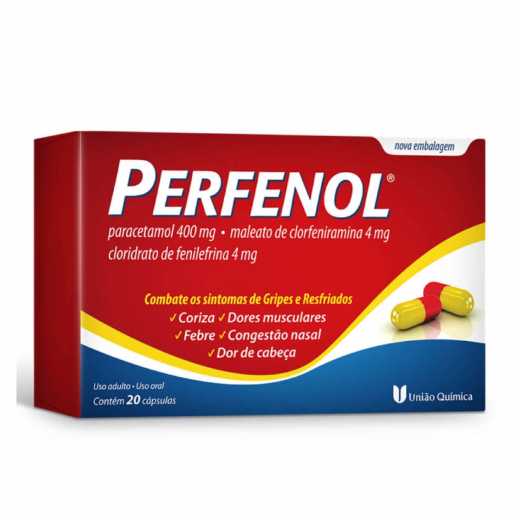 nova embalagem
PERFENOL®
paracetamol 400 mg • maleato de clorfeniramina 4 mg
cloridrato de fenilefrina 4 mg
Combate os sintomas de Gripes e Resfriados
✓Coriza ✓Dores musculares
✓Febre ✓Congestão nasal
✓Dor de cabeça
Uso adulto • Uso oral
Contém 20 cápsulas
União Química